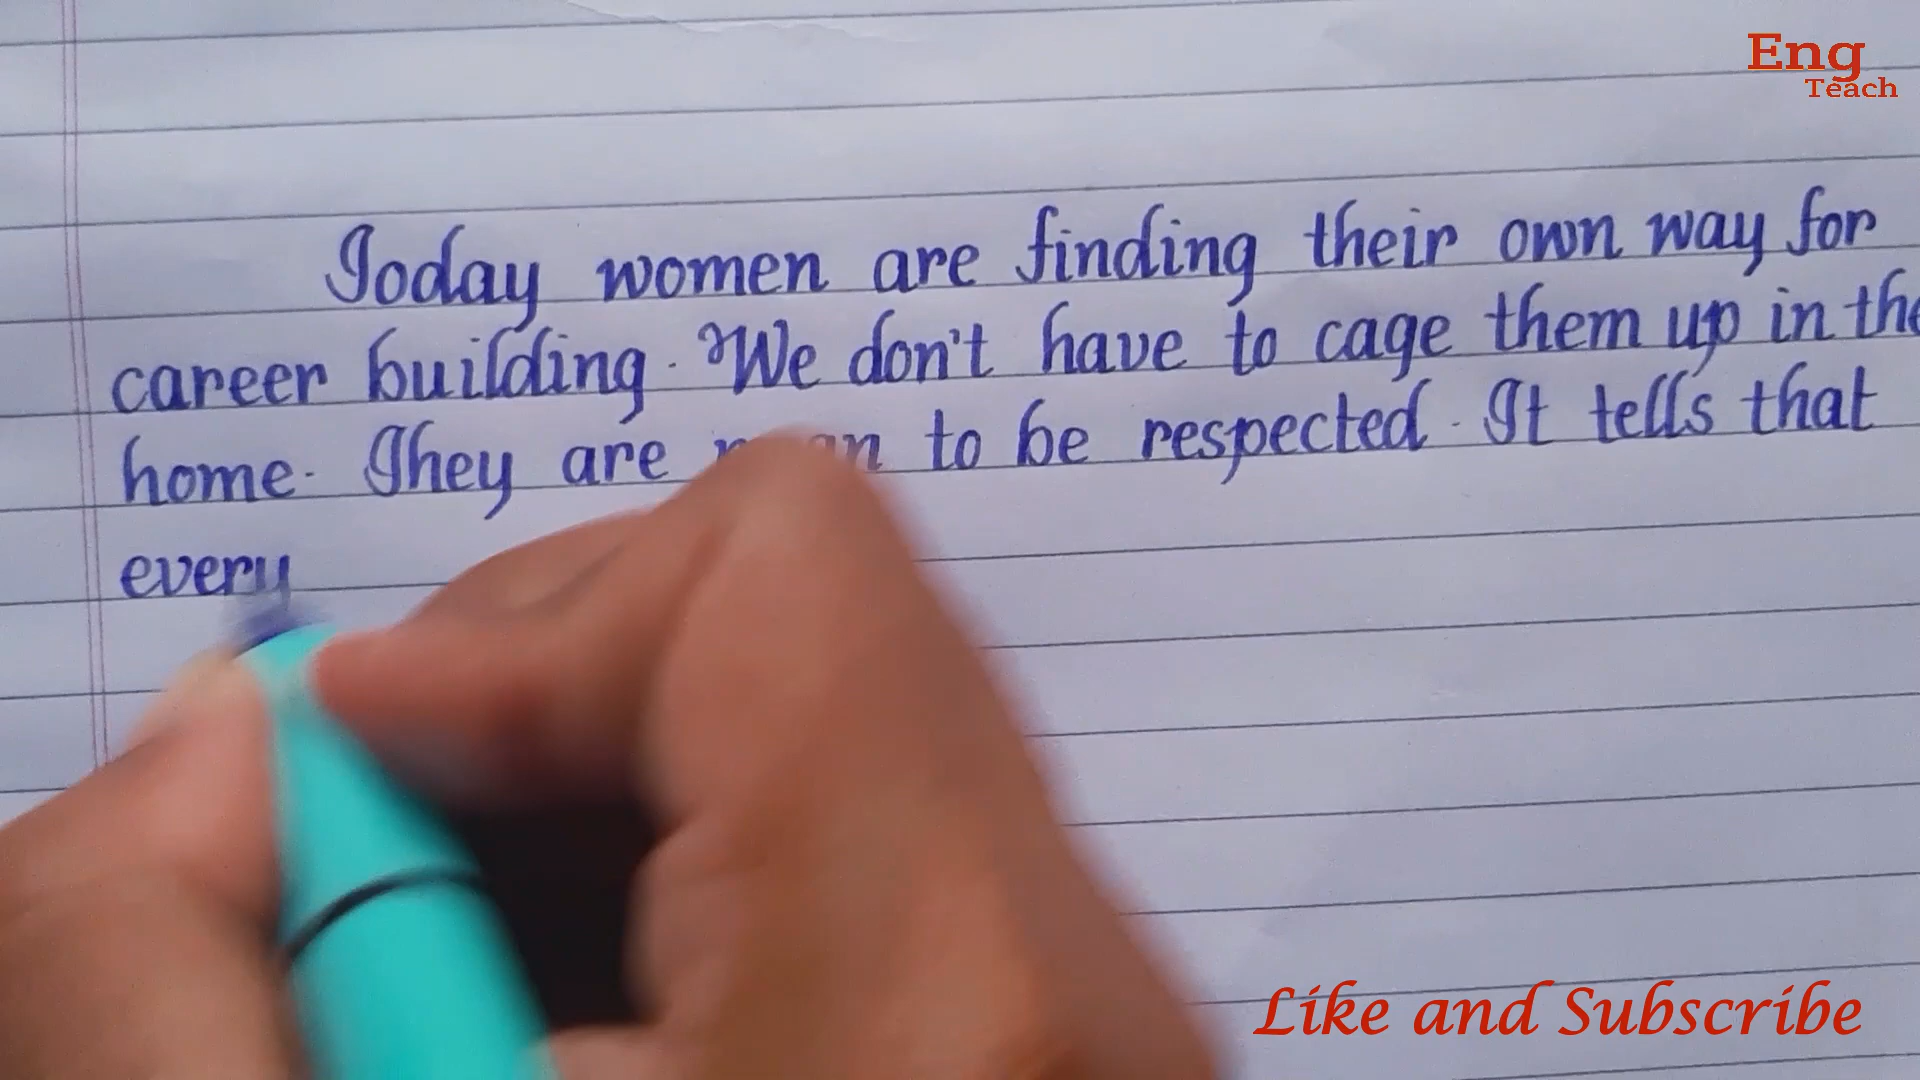 Eng
Teach
Today women are finding their own way for
career building. We don't have to cage them up in the
home. They are to be respected. It tells that
every
Like and Subscribe